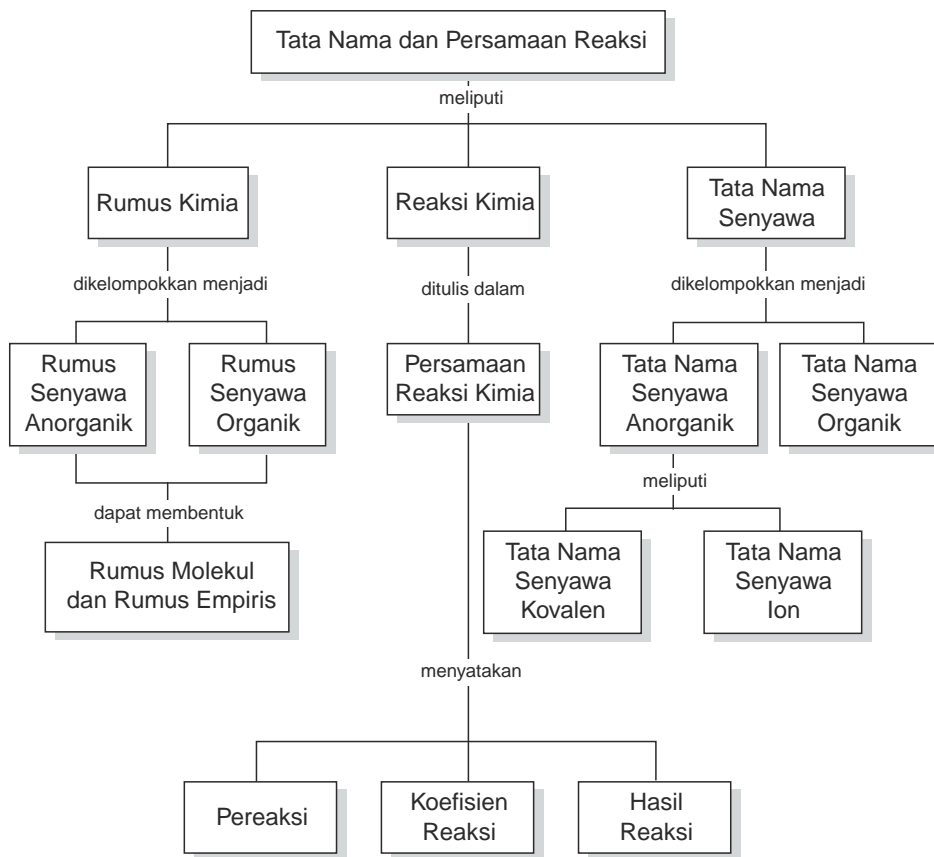 Tata Nama dan Persamaan Reaksi
meliputi
Rumus Kimia
Reaksi Kimia
Tata Nama
Senyawa
dikelompokkan menjadi
ditulis dalam
dikelompokkan menjadi
Rumus
Senyawa
Anorganik
Rumus
Senyawa
Organik
Persamaan
Reaksi Kimia
Tata Nama
Senyawa
Anorganik
Tata Nama
Senyawa
Organik
dapat membentuk
meliputi
Rumus Molekul
dan Rumus Empiris
Tata Nama
Senyawa
Kovalen
Tata Nama
Senyawa
Ion
menyatakan
Pereaksi
Koefisien
Reaksi
Hasil
Reaksi